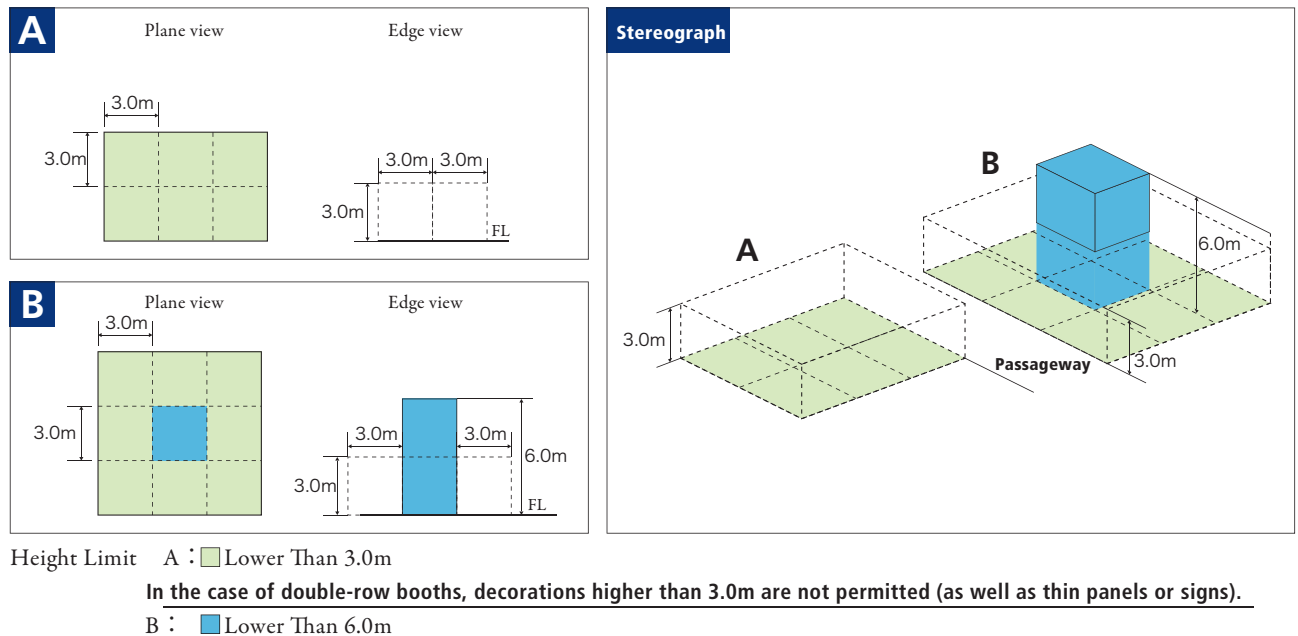 A
Plane view
Edge view
3.0m
3.0m
3.0m
3.0m
3.0m
FL
B
Plane view
Edge view
3.0m
3.0m
3.0m
3.0m
6.0m
3.0m
FL
Stereograph
B
A
6.0m
3.0m
Passageway
3.0m
Height Limit A : Lower Than 3.0m
In the case of double-row booths, decorations higher than 3.0m are not permitted (as well as thin panels or signs).
B : Lower Than 6.0m